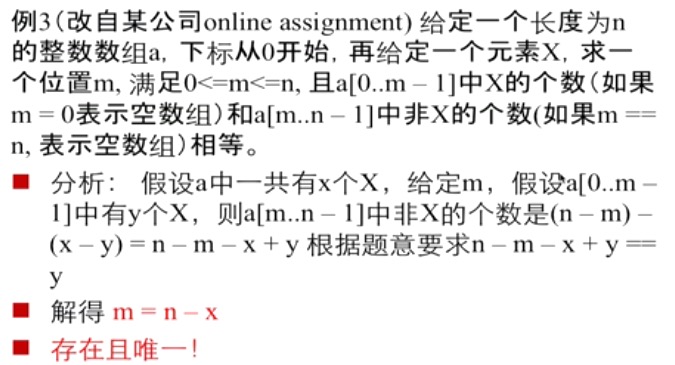 例3(改自某公司online assignment) 给定一个长度为n
的整数数组a, 下标从0开始, 再给定一个元素X, 求一
个位置m, 满足0<=m<=n, 且a[0..m – 1]中X的个数(如果
m = 0表示空数组)和a[m..n – 1]中非X的个数(如果m ==
n, 表示空数组)相等。
■ 分析： 假设a中一共有x个X，给定m，假设a[0..m –
1]中有y个X，则a[m..n – 1]中非X的个数是(n – m) –
(x – y) = n – m – x + y 根据题意要求n – m – x + y ==
y
■ 解得 m = n – x
■ 存在且唯一！